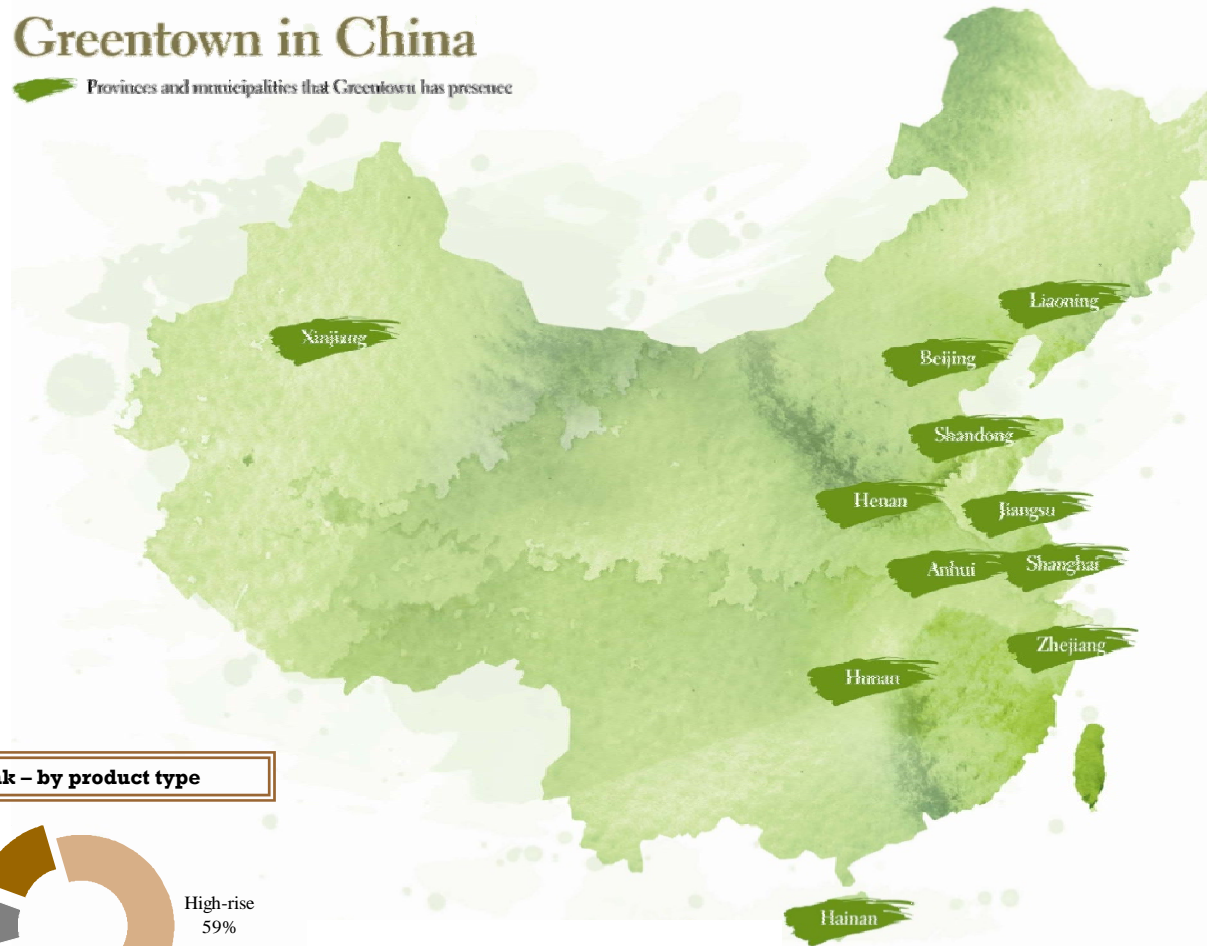 Greentown in China
Provinces and municipalities that Greentown has presence
Liaoning
Xinjiang
Beijing
Shandong
Henan
Jiangsu
Anhui
Shanghai
Zhejiang
Hunan
k – by product type
High-rise
59%
Hainan